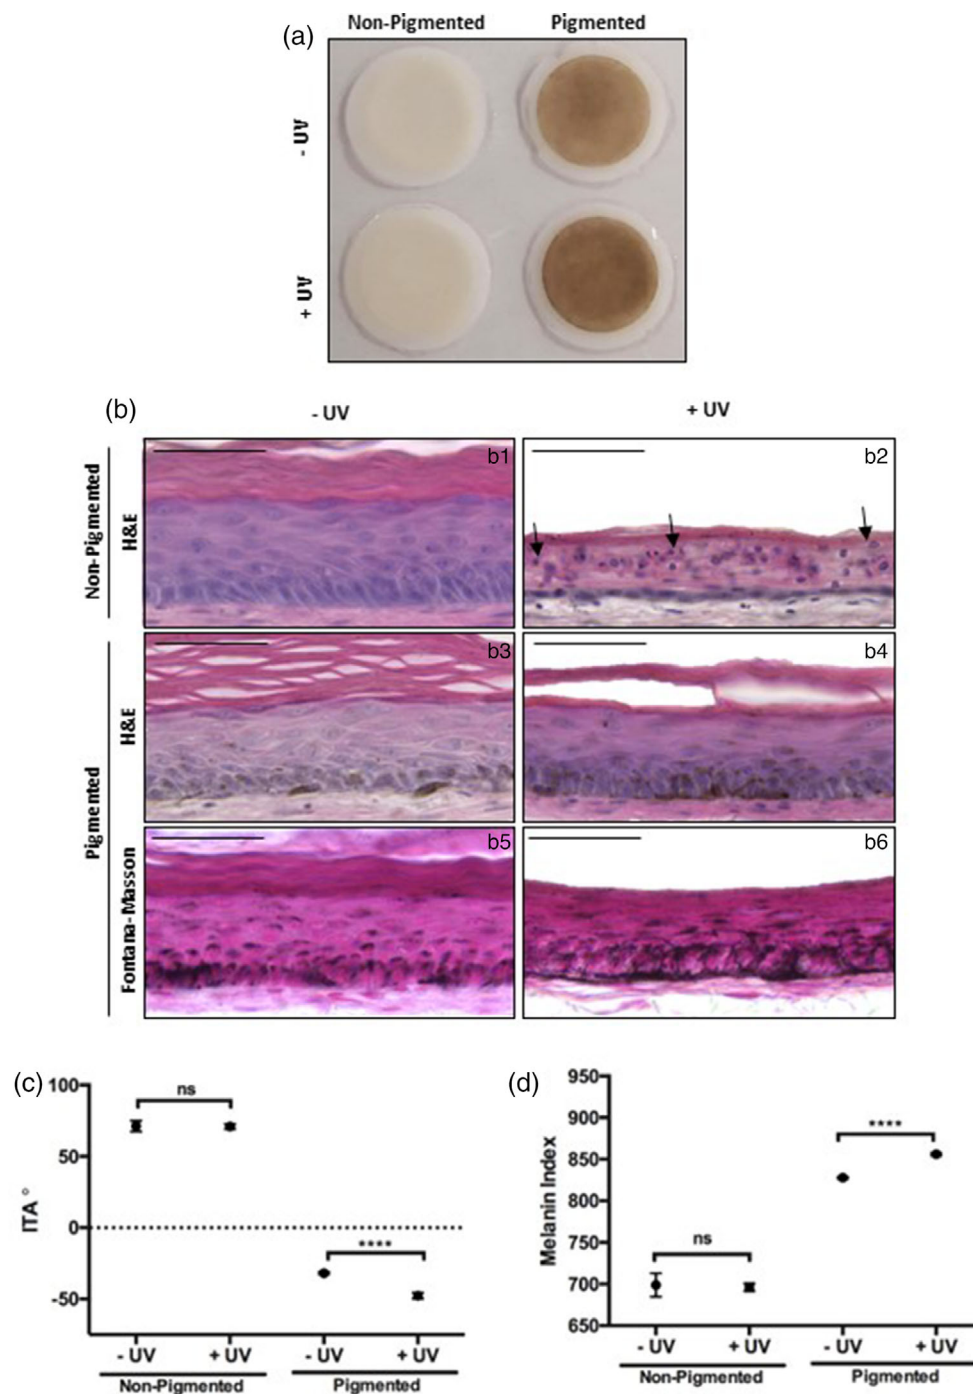 (a)
Non-Pigmented Pigmented
- UV
+ UV
(b)
- UV + UV
Non-Pigmented
H&E
b1
b2
Pigmented
H&E
b3
b4
Fontana-Masson
b5
b6
(c)
100
50
0
-50
ITA °
ns
****
- UV + UV - UV + UV
Non-Pigmented Pigmented
(d)
950
900
850
800
750
700
650
Melanin Index
ns
****
- UV + UV - UV + UV
Non-Pigmented Pigmented